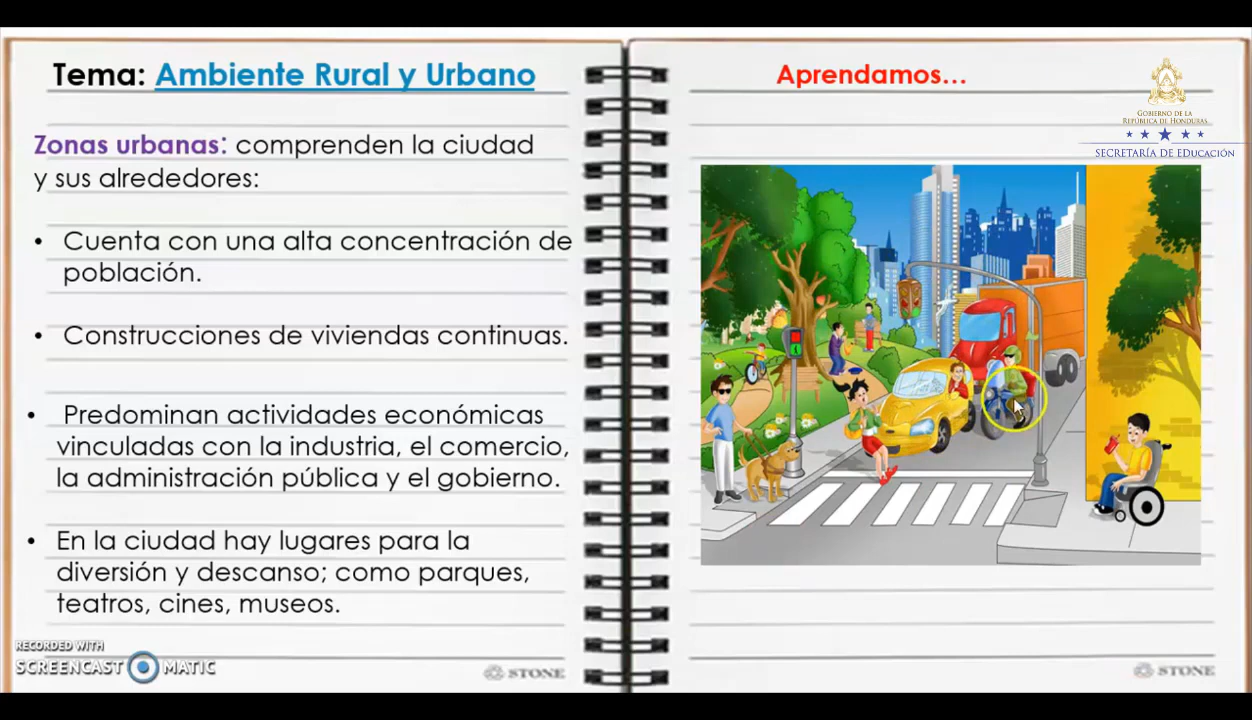 Tema: Ambiente Rural y Urbano
Zonas urbanas: comprenden la ciudad
y sus alrededores:
• Cuenta con una alta concentración de
población.
• Construcciones de viviendas continuas.
• Predominan actividades económicas
vinculadas con la industria, el comercio,
la administración pública y el gobierno.
• En la ciudad hay lugares para la
diversión y descanso; como parques,
teatros, cines, museos.
RECORDED WITH
SCREENCAST MATIC
STONE
Aprendamos...
GOBIERNO DE LA
REPÚBLICA DE HONDURAS
SECRETARÍA DE EDUCACIÓN
STONE